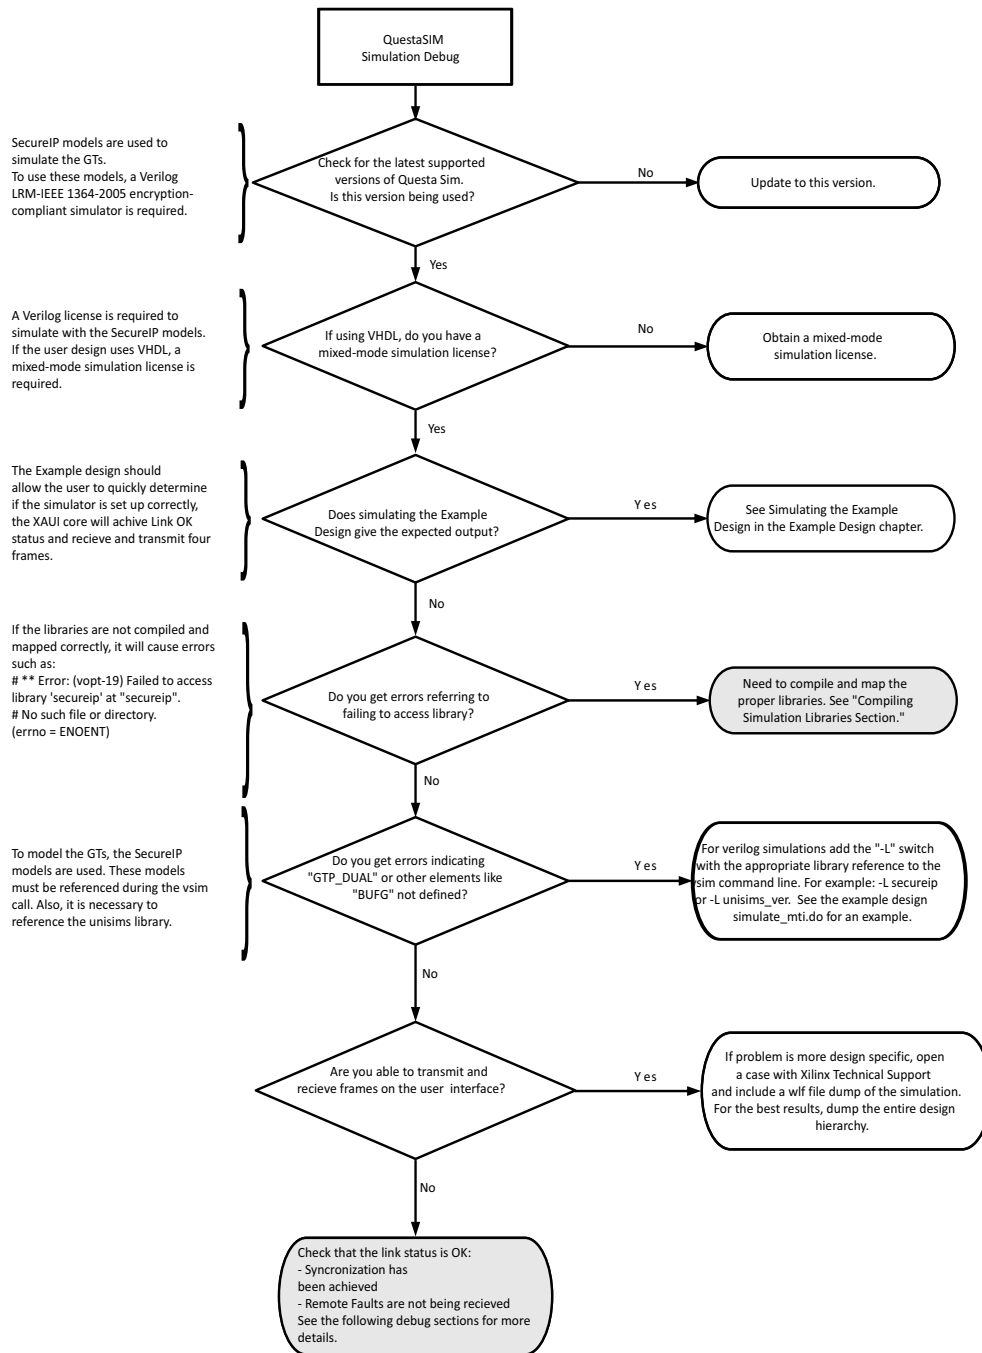 QuestaSIM
Simulation Debug
SecureIP models are used to
simulate the GTs.
To use these models, a Verilog
LRM-IEEE 1364-2005 encryption-
compliant simulator is required.
Check for the latest supported
versions of Questa Sim.
Is this version being used?
No
Update to this version.
Yes
A Verilog license is required to
simulate with the SecureIP models.
If the user design uses VHDL, a
mixed-mode simulation license is
required.
If using VHDL, do you have a
mixed-mode simulation license?
No
Obtain a mixed-mode
simulation license.
Yes
The Example design should
allow the user to quickly determine
if the simulator is set up correctly,
the XAUI core will achive Link OK
status and recieve and transmit four
frames.
Does simulating the Example
Design give the expected output?
Yes
See Simulating the Example
Design in the Example Design chapter.
No
If the libraries are not compiled and
mapped correctly, it will cause errors
such as:
# ** Error: (vopt-19) Failed to access
library 'secureip' at "secureip".
# No such file or directory.
(errno = ENOENT)
Do you get errors referring to
failing to access library?
Yes
Need to compile and map the
proper libraries. See "Compiling
Simulation Libraries Section."
No
To model the GTs, the SecureIP
models are used. These models
must be referenced during the vsim
call. Also, it is necessary to
reference the unisims library.
Do you get errors indicating
"GTP_DUAL" or other elements like
"BUFG" not defined?
Yes
For verilog simulations add the "-L" switch
with the appropriate library reference to the
vsim command line. For example: -L secureip
or -L unisims_ver. See the example design
simulate_mti.do for an example.
No
Are you able to transmit and
recieve frames on the user interface?
Yes
If problem is more design specific, open
a case with Xilinx Technical Support
and include a wlf file dump of the simulation.
For the best results, dump the entire design
hierarchy.
No
Check that the link status is OK:
- Syncronization has
been achieved
- Remote Faults are not being recieved
See the following debug sections for more
details.